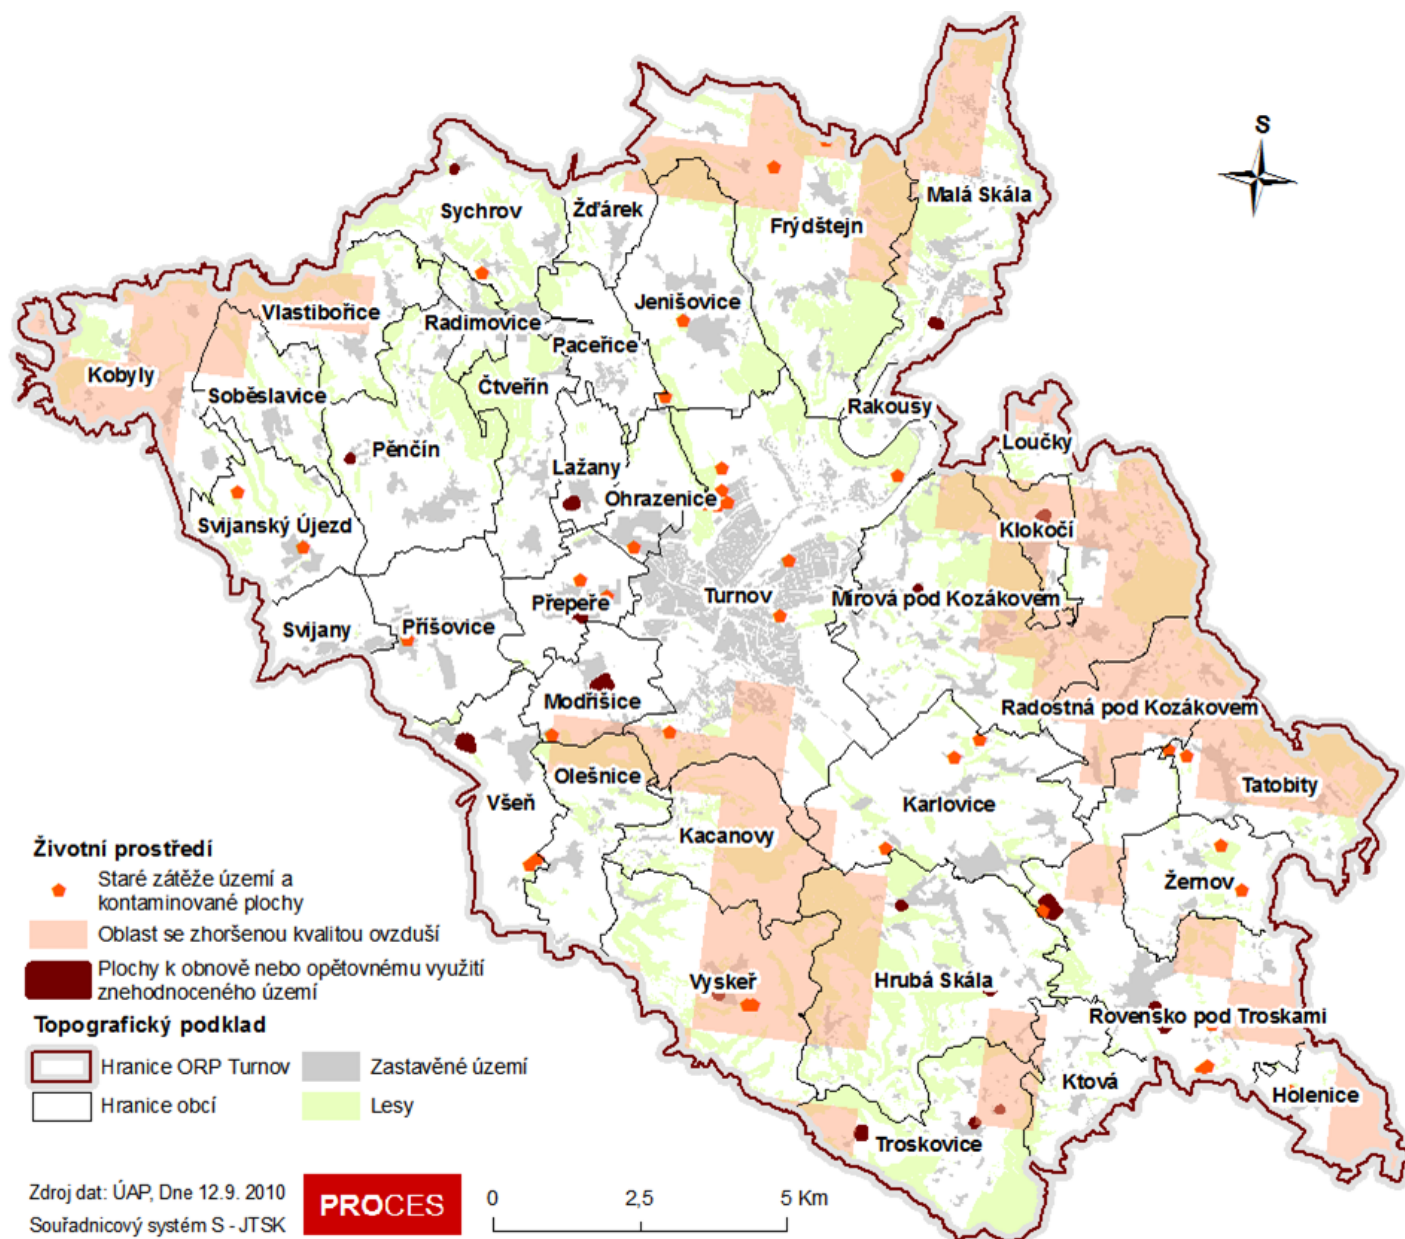 S
Malá Skála
Sychrov
Žďárek
Frýdštejn
Jenišovice
Vlastibořice
Radimovice
Paceřice
Kobyly
Čtveřín
Soběslavice
Rakousy
Loučky
Pěnčín
Lažany
Ohrazenice
Svijanský Újezd
Klokočí
Turnov
Mírová pod Kozákovem
Přepeře
Svijany
Příšovice
Modřišice
Radostná pod Kozákovem
Olešnice
Tatobity
Všeň
Karlovice
Kacanovy
Žernov
Vyskeř
Hrubá Skála
Rovensko pod Troskami
Ktová
Holenice
Troskovice
Životní prostředí
Staré zátěže území a
kontaminované plochy
Oblast se zhoršenou kvalitou ovzduší
Plochy k obnově nebo opětovnému využití
znehodnoceného území
Topografický podklad
Hranice ORP Turnov
Zastavěné území
Hranice obcí
Lesy
Zdroj dat: ÚAP, Dne 12.9. 2010
Souřadnicový systém S - JTSK
PROCES
0 2,5 5 Km